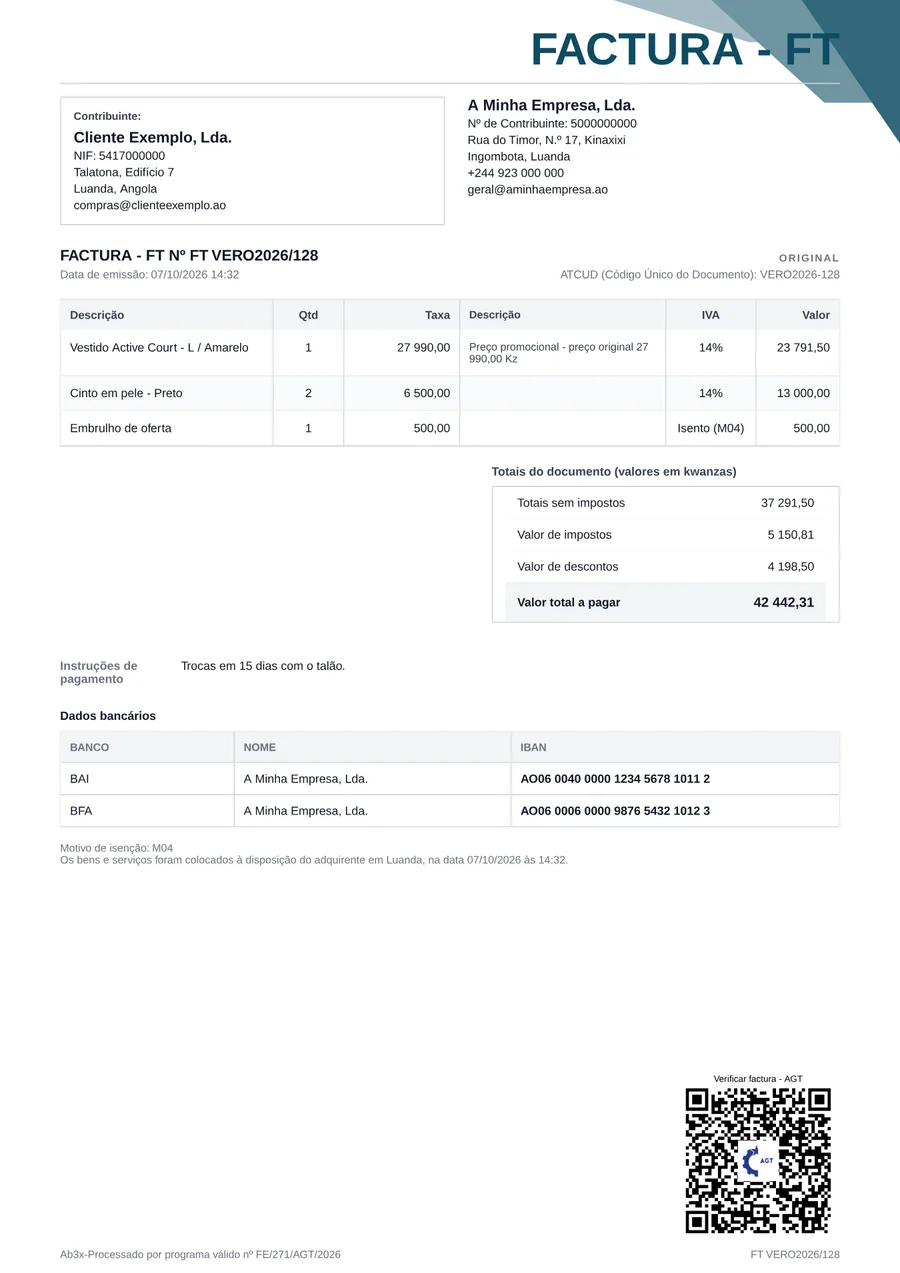 FACTURA - FT
Contribuinte:
Cliente Exemplo, Lda.
NIF: 5417000000
Talatona, Edifício 7
Luanda, Angola
compras@clienteexemplo.ao
A Minha Empresa, Lda.
Nº de Contribuinte: 5000000000
Rua do Timor, N.º 17, Kinaxixi
Ingombota, Luanda
+244 923 000 000
geral@aminhaempresa.ao
FACTURA - FT Nº FT VERO2026/128
ORIGINAL
Data de emissão: 07/10/2026 14:32
ATCUD (Código Único do Documento): VERO2026-128
Descrição Qtd Taxa Descrição IVA Valor
Vestido Active Court - L / Amarelo 1 27 990,00 Preço promocional - preço original 27 14% 23 791,50
990,00 Kz
Cinto em pele - Preto 2 6 500,00 14% 13 000,00
Embrulho de oferta 1 500,00 Isento (M04) 500,00
Totais do documento (valores em kwanzas)
Totais sem impostos 37 291,50
Valor de impostos 5 150,81
Valor de descontos 4 198,50
Valor total a pagar 42 442,31
Instruções de Trocas em 15 dias com o talão.
pagamento
Dados bancários
BANCO NOME IBAN
BAI A Minha Empresa, Lda. AO06 0040 0000 1234 5678 1011 2
BFA A Minha Empresa, Lda. AO06 0006 0000 9876 5432 1012 3
Motivo de isenção: M04
Os bens e serviços foram colocados à disposição do adquirente em Luanda, na data 07/10/2026 às 14:32.
Verificar factura - AGT
AGT
Ab3x-Processado por programa válido nº FE/271/AGT/2026
FT VERO2026/128